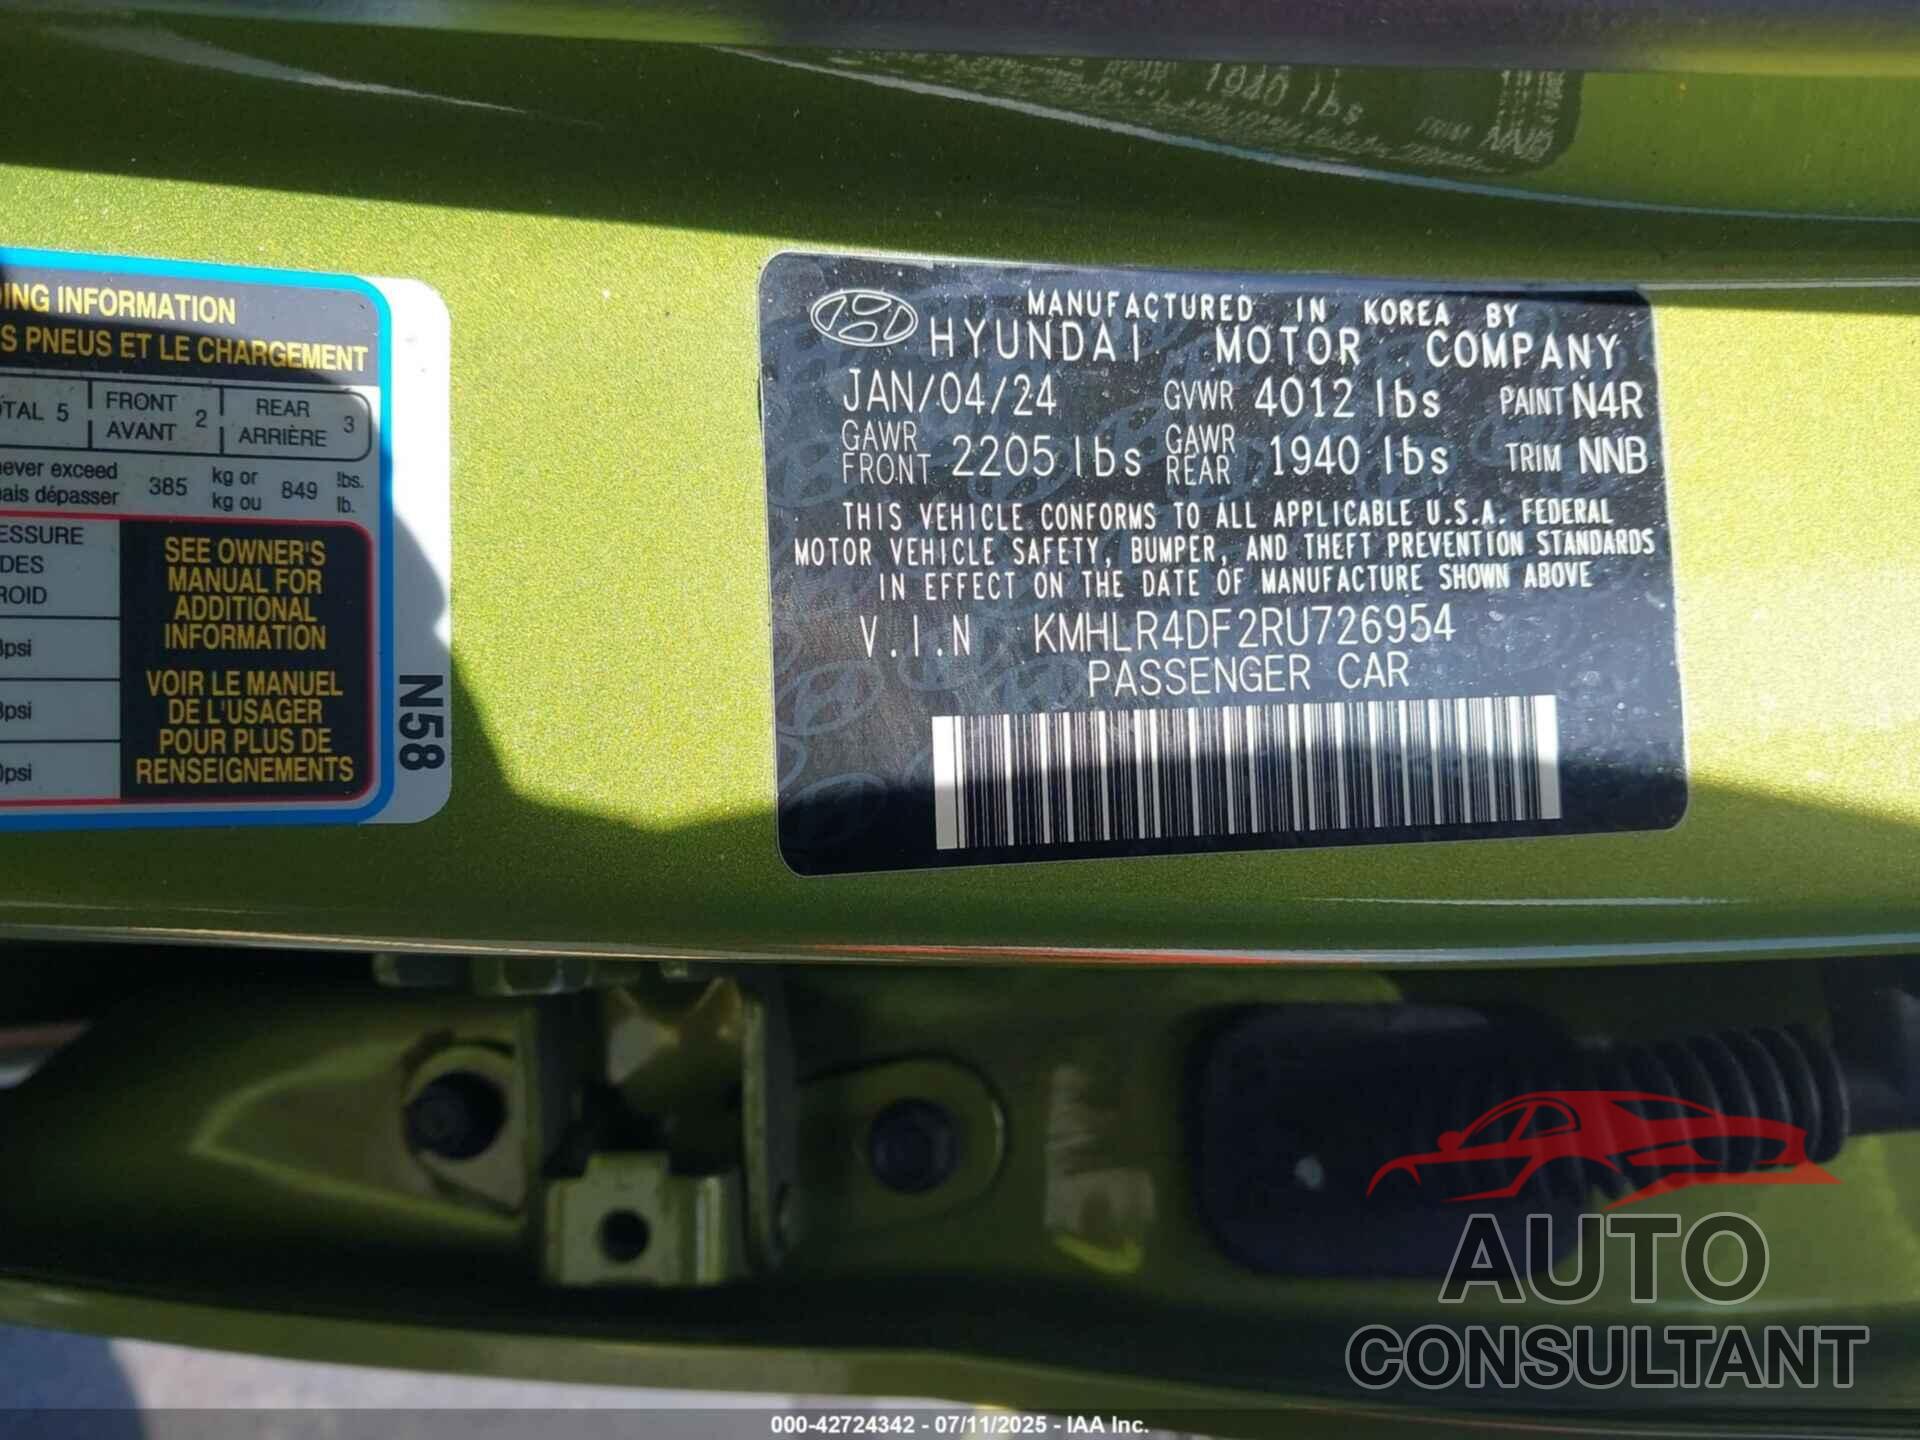 1940 lbs
TRIM NNB
DING INFORMATION
S PNEUS ET LE CHARGEMENT
TOTAL 5 FRONT AVANT 2 REAR ARRIÈRE 3
never exceed
mais dépasser
385 kg or kg ou 849 lbs. lb.
ESSURE
DES
ROID
psi
psi
psi
SEE OWNER'S
MANUAL FOR
ADDITIONAL
INFORMATION
VOIR LE MANUEL
DE L'USAGER
POUR PLUS DE
RENSEIGNEMENTS
N58
MANUFACTURED IN KOREA BY
HYUNDAI MOTOR COMPANY
JAN/04/24 GVWR 4012 lbs PAINT N4R
GAWR FRONT 2205 lbs GAWR REAR 1940 lbs TRIM NNB
THIS VEHICLE CONFORMS TO ALL APPLICABLE U.S.A. FEDERAL
MOTOR VEHICLE SAFETY, BUMPER, AND THEFT PREVENTION STANDARDS
IN EFFECT ON THE DATE OF MANUFACTURE SHOWN ABOVE
V.I.N KMHLR4DF2RU726954
PASSENGER CAR
AUTO
CONSULTANT
000-42724342 - 07/11/2025 - IAA Inc.